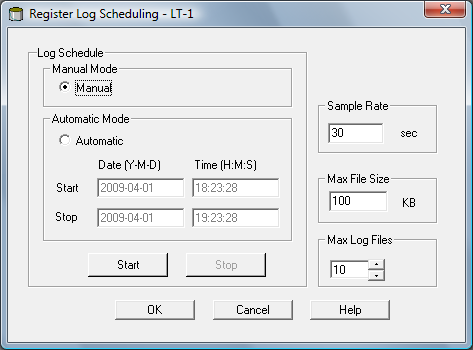 Register Log Scheduling - LT-1
Log Schedule
Manual Mode
Manual
Automatic Mode
Automatic
Date (Y-M-D) Time (H:M:S)
Start 2009-04-01 18:23:28
Stop 2009-04-01 19:23:28
Start Stop
Sample Rate
30 sec
Max File Size
100 KB
Max Log Files
10
OK Cancel Help